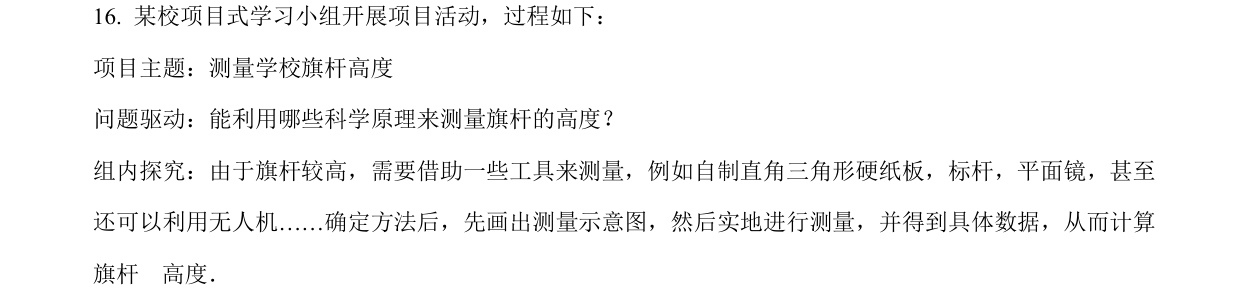 16. 某校项目式学习小组开展项目活动，过程如下：
项目主题：测量学校旗杆高度
问题驱动：能利用哪些科学原理来测量旗杆的高度？
组内探究：由于旗杆较高，需要借助一些工具来测量，例如自制直角三角形硬纸板，标杆，平面镜，甚至
还可以利用无人机……确定方法后，先画出测量示意图，然后实地进行测量，并得到具体数据，从而计算
旗杆　高度．